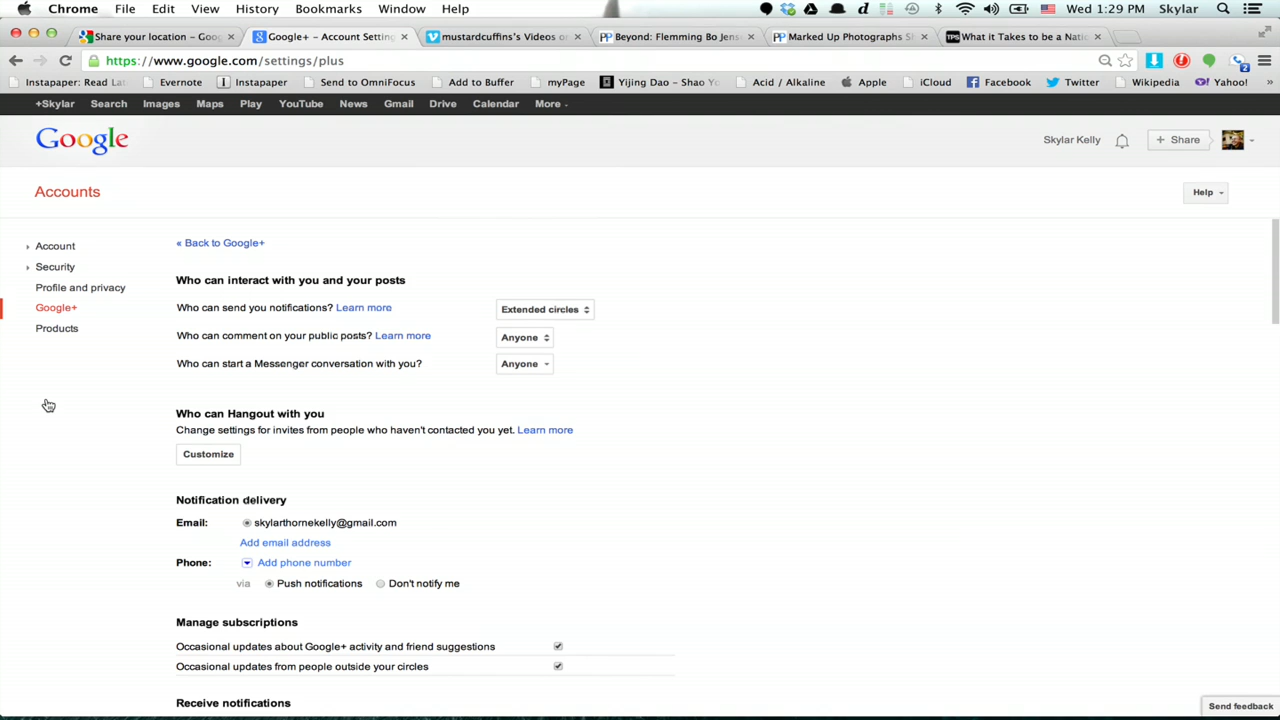 Chrome File Edit View History Bookmarks Window Help Wed 1:29 PM Skylar
Share your location – Goog
Google+ – Account Setting
mustardcuffins's Videos on
Beyond: Flemming Bo Jens
Marked Up Photographs Sh
What it Takes to be a Nati
https://www.google.com/settings/plus
Instapaper: Read Lat Evernote Instapaper Send to OmniFocus Add to Buffer myPage Yijing Dao – Shao Yo Acid / Alkaline Apple iCloud Facebook Twitter Wikipedia Yahoo! »
+Skylar Search Images Maps Play YouTube News Gmail Drive Calendar More
Google Skylar Kelly + Share
Accounts Help
Account
Security
Profile and privacy
Google+
Products
« Back to Google+
Who can interact with you and your posts
Who can send you notifications? Learn more Extended circles
Who can comment on your public posts? Learn more Anyone
Who can start a Messenger conversation with you? Anyone
Who can Hangout with you
Change settings for invites from people who haven't contacted you yet. Learn more
Customize
Notification delivery
Email: skylarthornekelly@gmail.com
Add email address
Phone: Add phone number
via Push notifications Don't notify me
Manage subscriptions
Occasional updates about Google+ activity and friend suggestions
Occasional updates from people outside your circles
Receive notifications
Send feedback